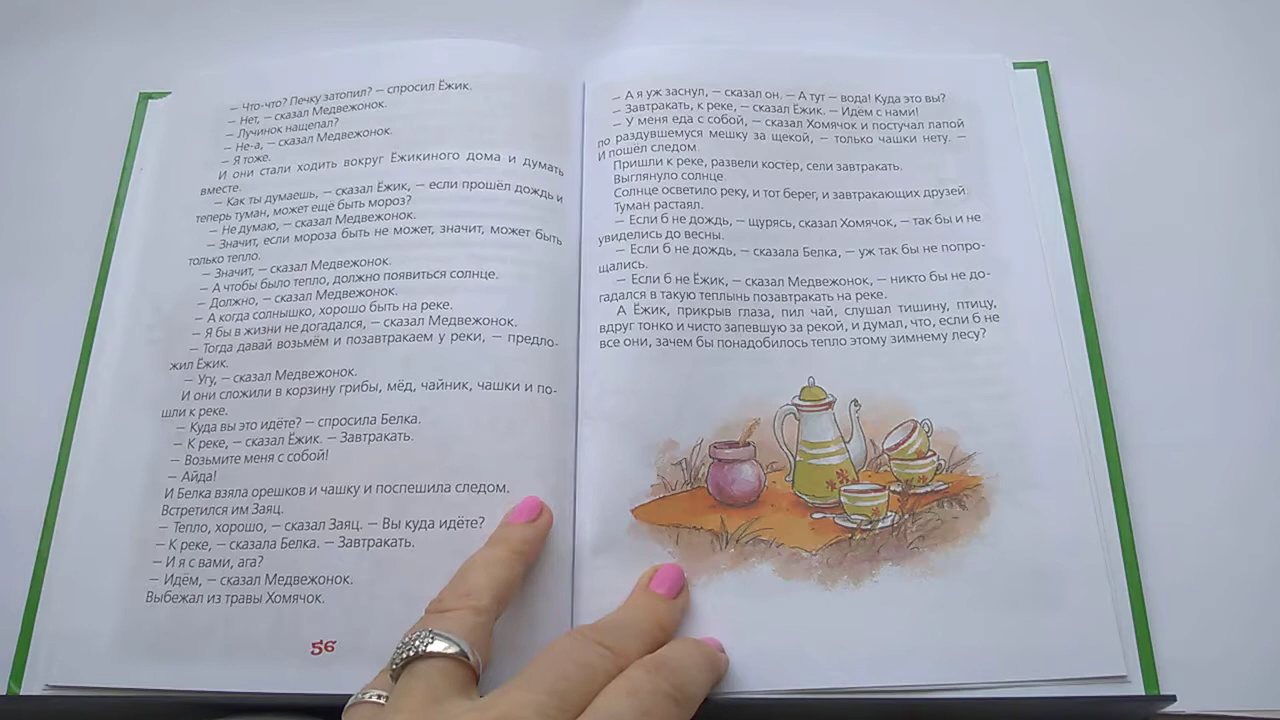 — Что-что? Печку затопил? — спросил Ёжик.
— Нет, — сказал Медвежонок.
— Лучинок нащепал?
— Не-а, — сказал Медвежонок.
— Я тоже.
И они стали ходить вокруг Ёжикиного дома и думать
вместе.
— Как ты думаешь, — сказал Ёжик, — если прошёл дождь и
теперь туман, может ещё быть мороз?
— Не думаю, — сказал Медвежонок.
— Значит, если мороза быть не может, значит, может быть
только тепло.
— Значит, — сказал Медвежонок.
— А чтобы было тепло, должно появиться солнце.
— Должно, — сказал Медвежонок.
— А когда солнышко, хорошо быть на реке.
— Я бы в жизни не догадался, — сказал Медвежонок.
— Тогда давай возьмём и позавтракаем у реки, — предло-
жил Ёжик.
— Угу, — сказал Медвежонок.
И они сложили в корзину грибы, мёд, чайник, чашки и по-
шли к реке.
— Куда вы это идёте? — спросила Белка.
— К реке, — сказал Ёжик. — Завтракать.
— Возьмите меня с собой!
— Айда!
И Белка взяла орешков и чашку и поспешила следом.
Встретился им Заяц.
— Тепло, хорошо, — сказал Заяц. — Вы куда идёте?
— К реке, — сказала Белка. — Завтракать.
— И я с вами, ага?
— Идём, — сказал Медвежонок.
Выбежал из травы Хомячок.
56
— А я уж заснул, — сказал он. — А тут — вода! Куда это вы?
— Завтракать, к реке, — сказал Ёжик. — Идём с нами!
— У меня еда с собой, — сказал Хомячок и постучал лапой
по раздувшемуся мешку за щекой, — только чашки нету. —
И пошёл следом.
Пришли к реке, развели костёр, сели завтракать.
Выглянуло солнце.
Солнце осветило реку, и тот берег, и завтракающих друзей.
Туман растаял.
— Если б не дождь, — щурясь, сказал Хомячок, — так бы и не
увиделись до весны.
— Если б не дождь, — сказала Белка, — уж так бы не попро-
щались.
— Если б не Ёжик, — сказал Медвежонок, — никто бы не до-
гадался в такую теплынь позавтракать на реке.
А Ёжик, прикрыв глаза, пил чай, слушал тишину, птицу,
вдруг тонко и чисто запевшую за рекой, и думал, что, если б не
все они, зачем бы понадобилось тепло этому зимнему лесу?